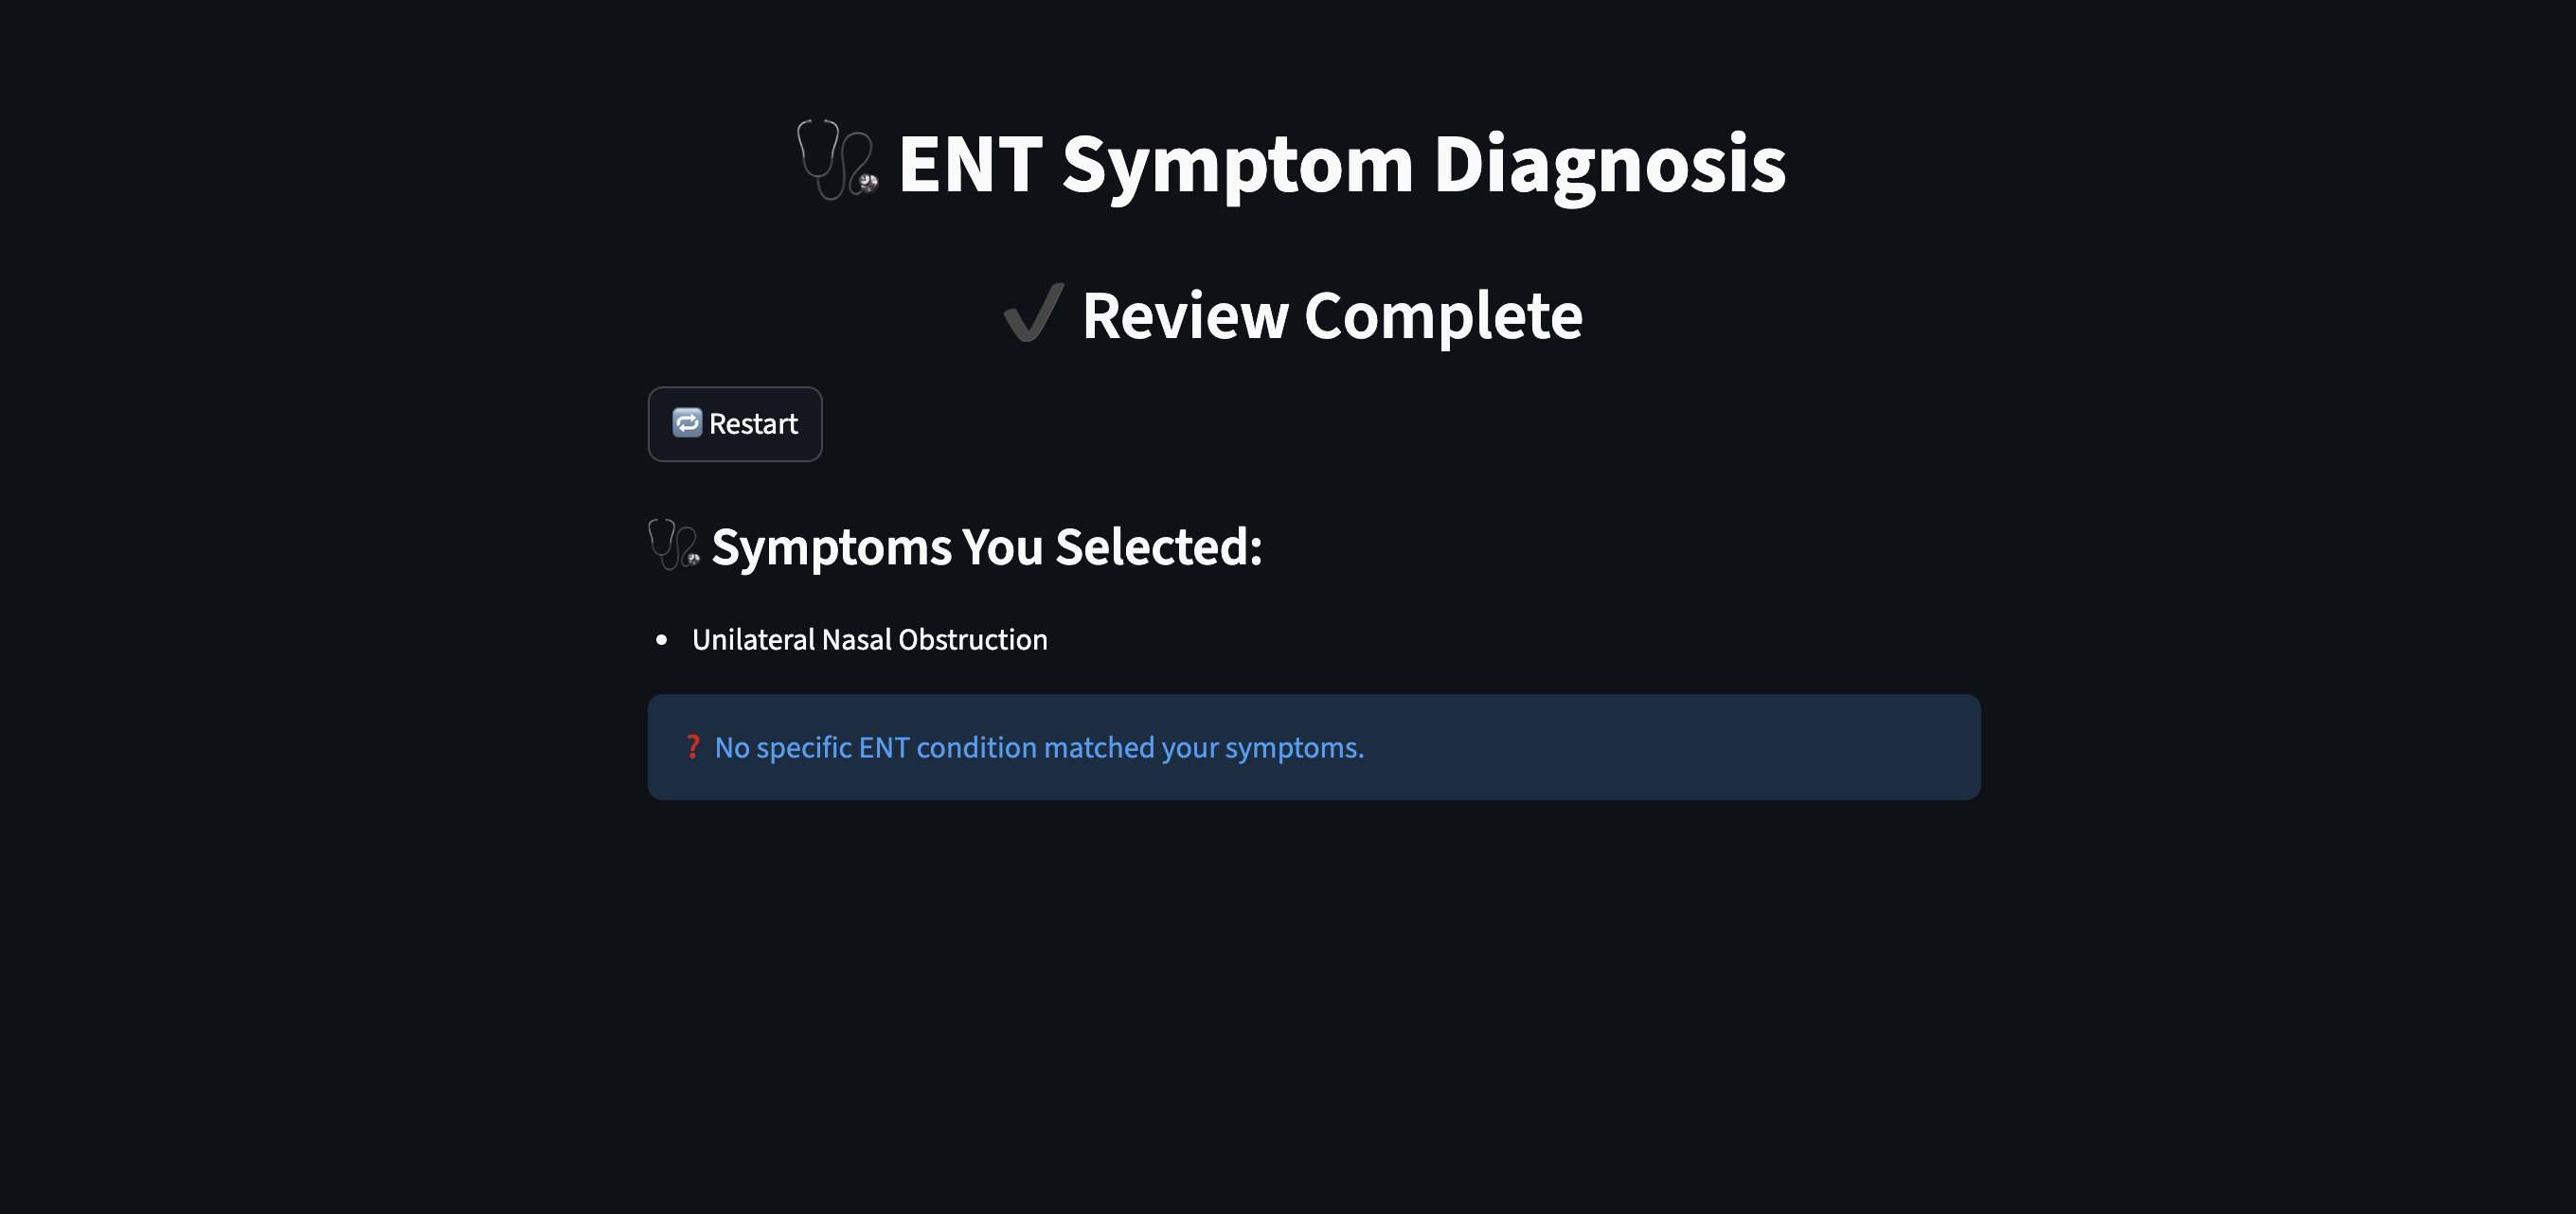 🩺 ENT Symptom Diagnosis
✔️ Review Complete
🔁 Restart
🩺 Symptoms You Selected:
• Unilateral Nasal Obstruction
❓ No specific ENT condition matched your symptoms.